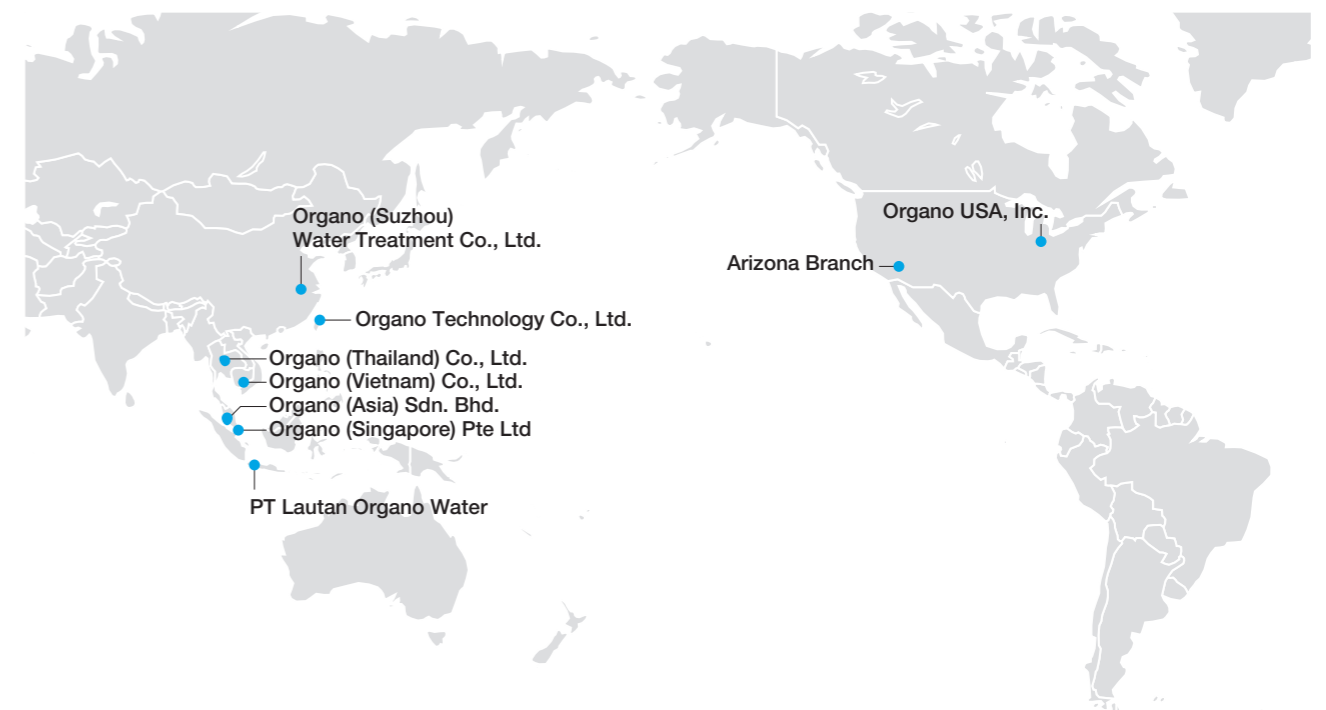 Organo (Suzhou)
Water Treatment Co., Ltd.
Organo USA, Inc.
Arizona Branch
Organo Technology Co., Ltd.
Organo (Thailand) Co., Ltd.
Organo (Vietnam) Co., Ltd.
Organo (Asia) Sdn. Bhd.
Organo (Singapore) Pte Ltd
PT Lautan Organo Water